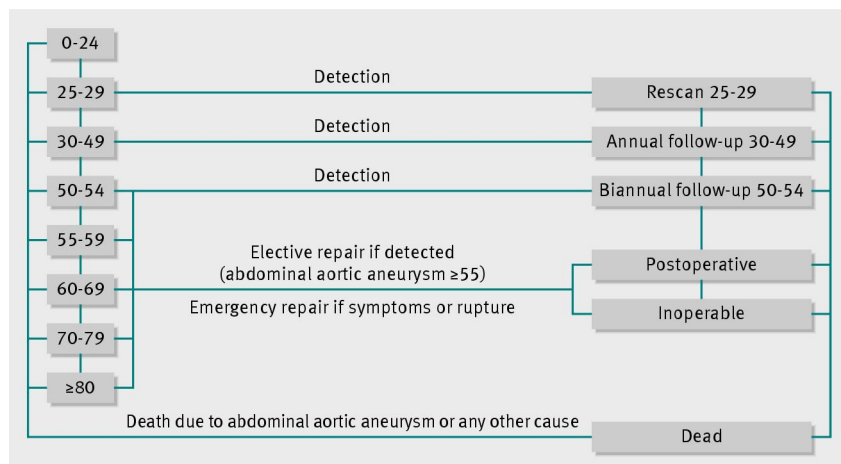 0-24
Detection
25-29
Rescan 25-29
Detection
30-49
Annual follow-up 30-49
Detection
50-54
Biannual follow-up 50-54
55-59
Elective repair if detected
(abdominal aortic aneurysm ≥55)
Postoperative
60-69
Emergency repair if symptoms or rupture
Inoperable
70-79
≥80
Death due to abdominal aortic aneurysm or any other cause
Dead